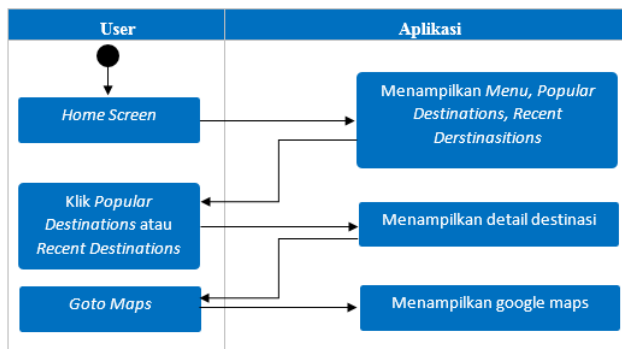 User
Aplikasi
Home Screen
Menampilkan Menu, Popular
Destinations, Recent
Derstinasitions
Klik Popular
Destinations atau
Recent Destinations
Menampilkan detail destinasi
Goto Maps
Menampilkan google maps